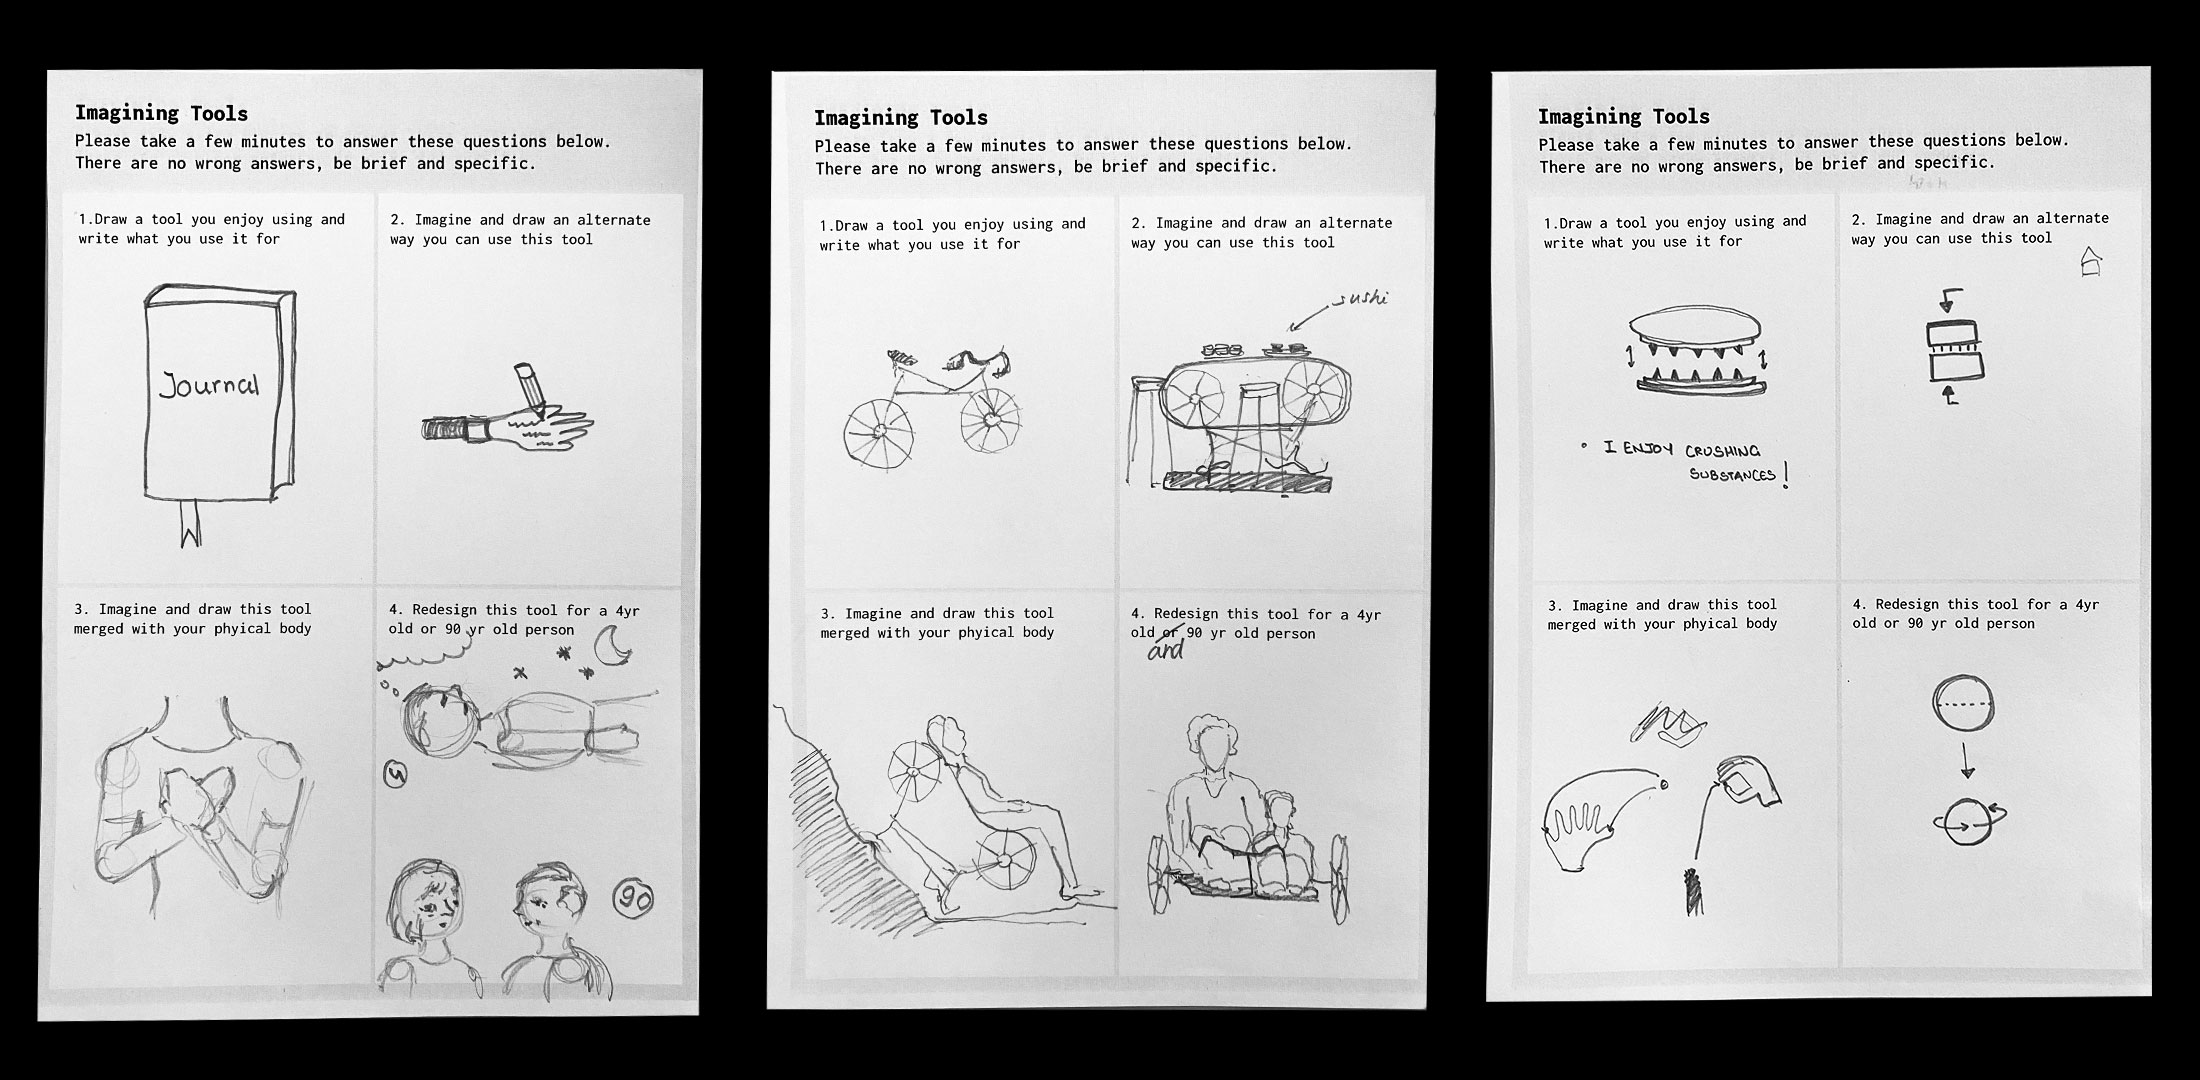 Imagining Tools
Please take a few minutes to answer these questions below.
There are no wrong answers, be brief and specific.
1.Draw a tool you enjoy using and
write what you use it for
Journal
2. Imagine and draw an alternate
way you can use this tool
3. Imagine and draw this tool
merged with your phyical body
4. Redesign this tool for a 4yr
old or 90 yr old person
4
90
Imagining Tools
Please take a few minutes to answer these questions below.
There are no wrong answers, be brief and specific.
1.Draw a tool you enjoy using and
write what you use it for
2. Imagine and draw an alternate
way you can use this tool
sushi
3. Imagine and draw this tool
merged with your phyical body
4. Redesign this tool for a 4yr
old or 90 yr old person
and
Imagining Tools
Please take a few minutes to answer these questions below.
There are no wrong answers, be brief and specific.
1.Draw a tool you enjoy using and
write what you use it for
• I ENJOY CRUSHING
SUBSTANCES!
2. Imagine and draw an alternate
way you can use this tool
3. Imagine and draw this tool
merged with your phyical body
4. Redesign this tool for a 4yr
old or 90 yr old person